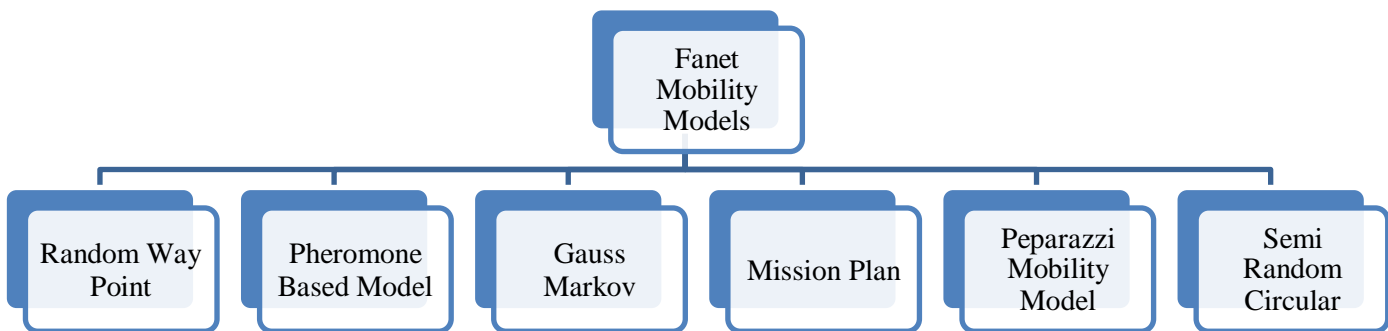 Fanet
Mobility
Models
Random Way
Point
Pheromone
Based Model
Gauss
Markov
Mission Plan
Peparazzi
Mobility
Model
Semi
Random
Circular